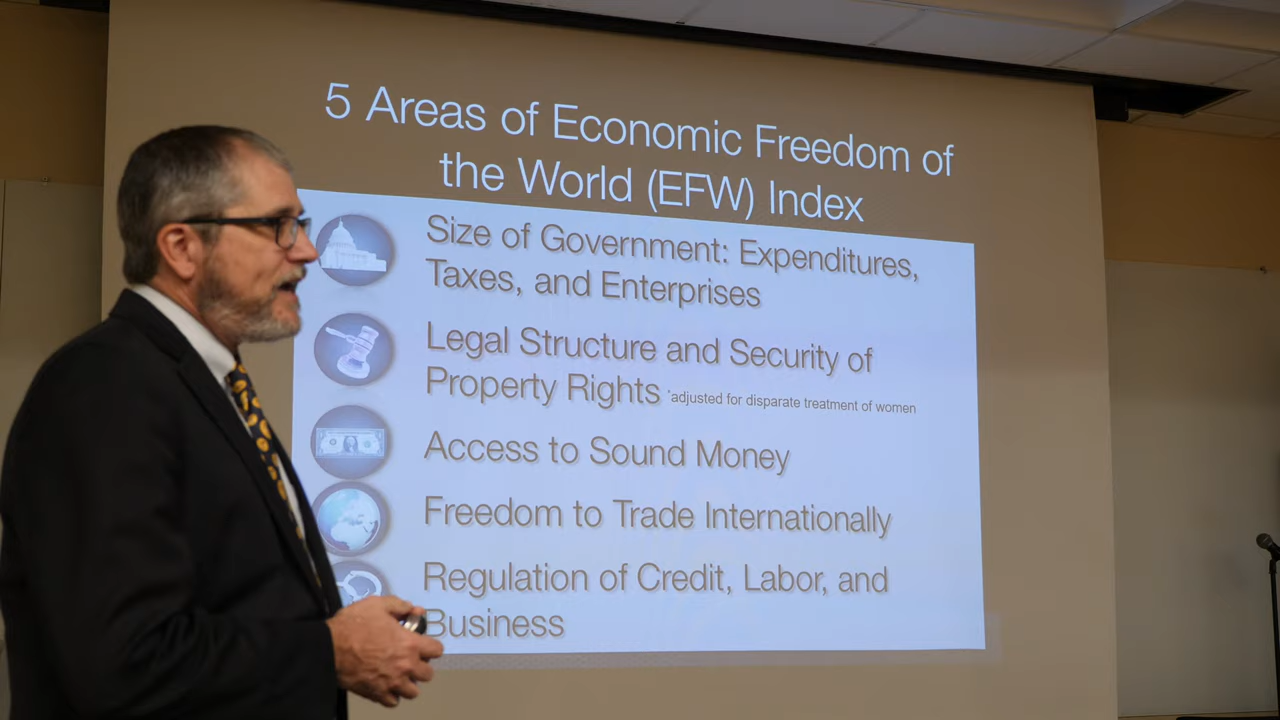 5 Areas of Economic Freedom of
the World (EFW) Index
Size of Government: Expenditures,
Taxes, and Enterprises
Legal Structure and Security of
Property Rights *adjusted for disparate treatment of women
Access to Sound Money
Freedom to Trade Internationally
Regulation of Credit, Labor, and
Business